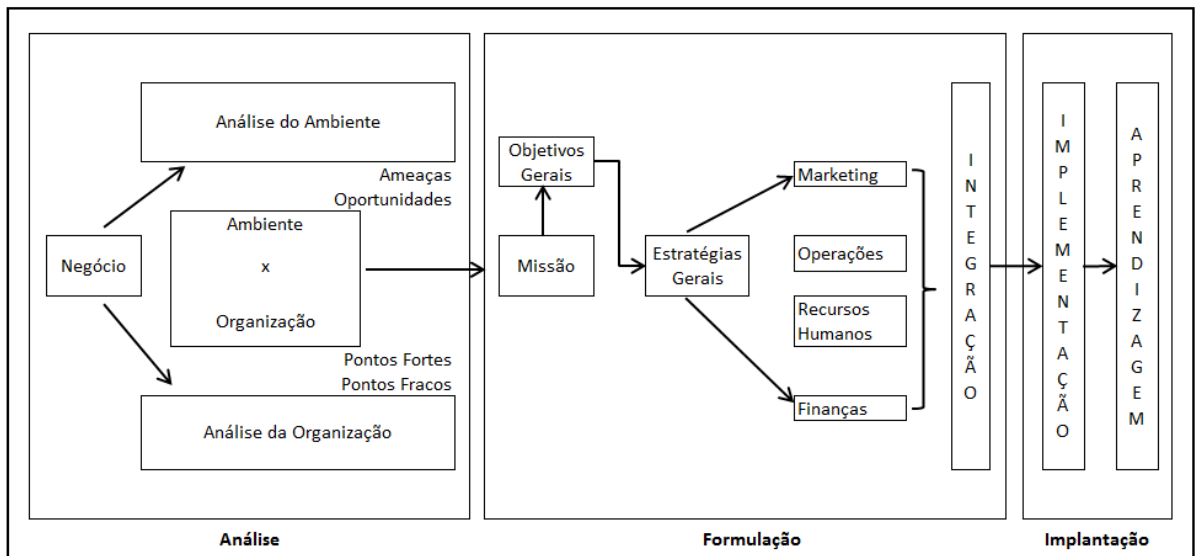 Análise do Ambiente
Ameaças
Oportunidades
Negócio
Ambiente
x
Organização
Pontos Fortes
Pontos Fracos
Análise da Organização
Análise
Objetivos
Gerais
Missão
Estratégias
Gerais
Marketing
Operações
Recursos
Humanos
Finanças
INTEGRAÇÃO
Formulação
IMPLEMENTAÇÃO
APRENDIZAGEM
Implantação